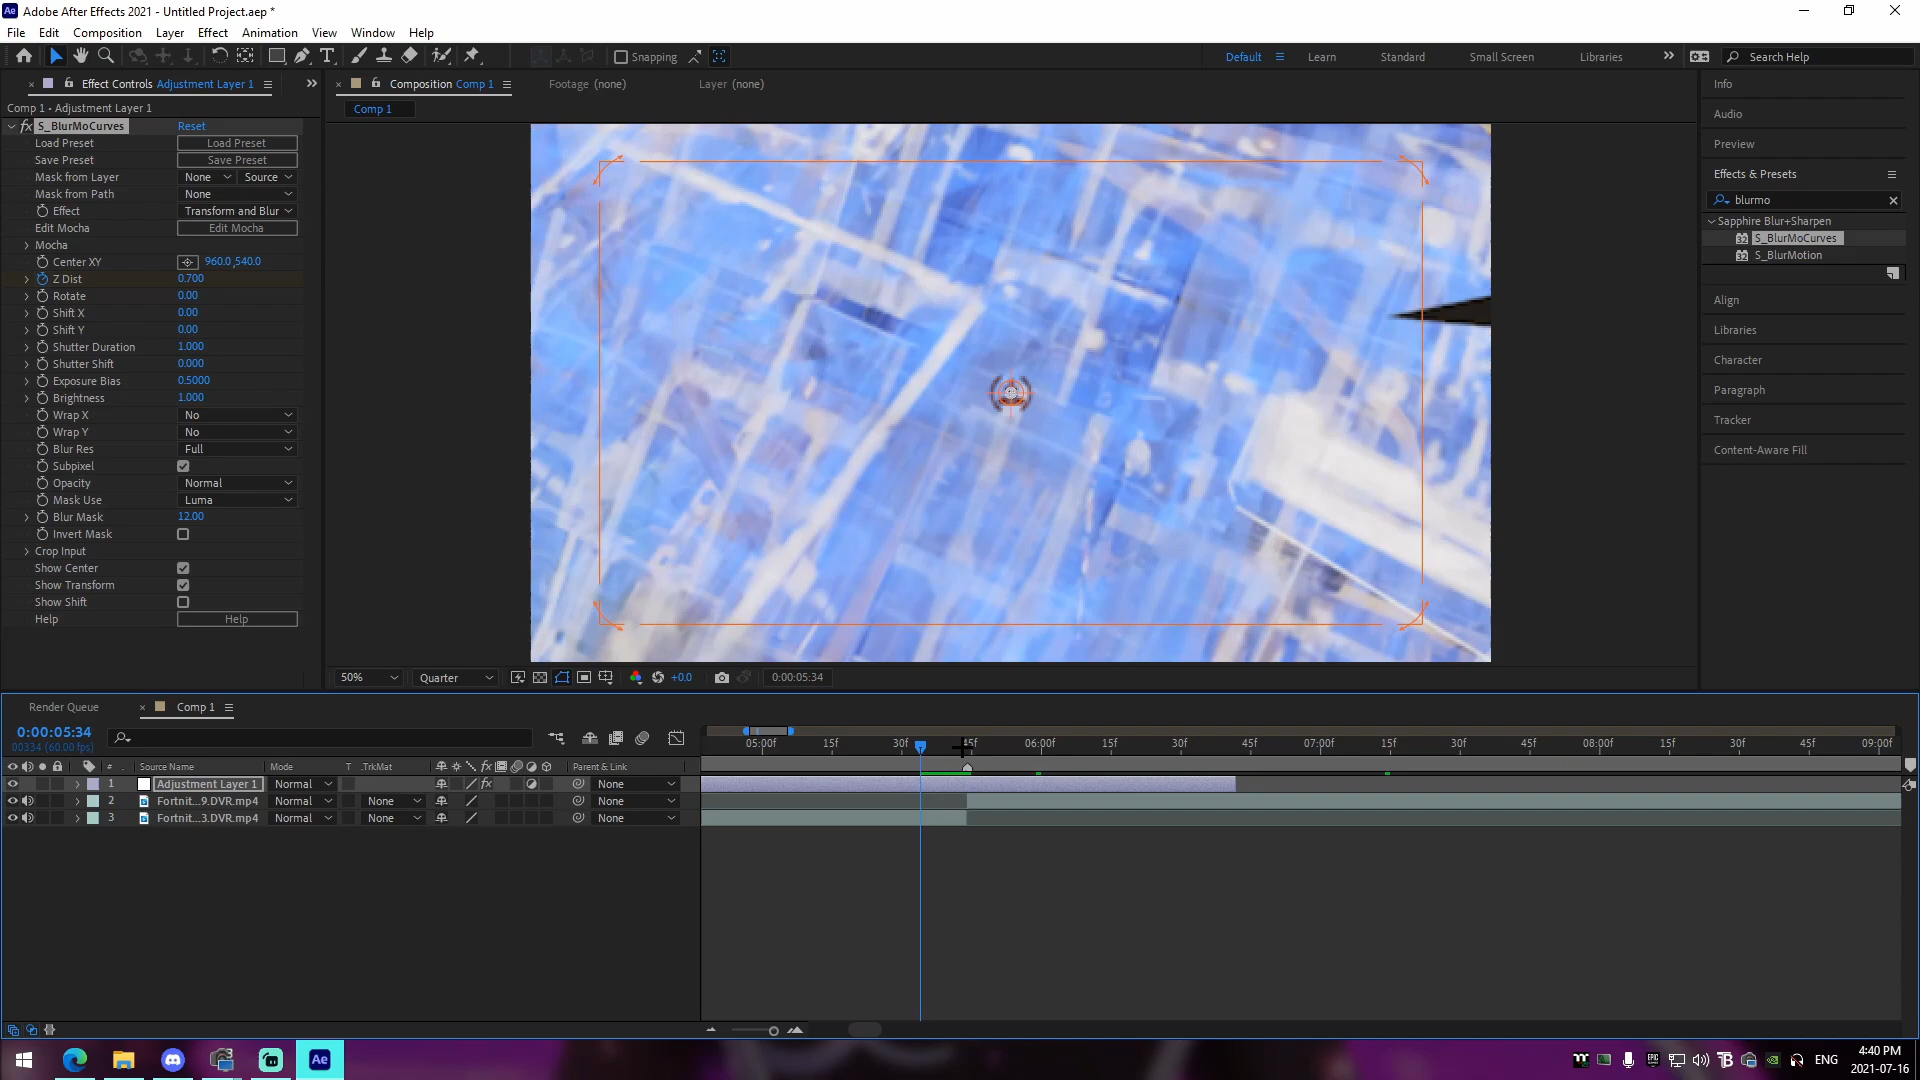 Adobe After Effects 2021 - Untitled Project.aep *
File Edit Composition Layer Effect Animation View Window Help
Snapping Default Learn Standard Small Screen Libraries Search Help
Effect Controls Adjustment Layer 1
Composition Comp 1 Footage (none) Layer (none)
Comp 1 • Adjustment Layer 1
Comp 1
fx S_BlurMoCurves Reset
Load Preset Load Preset
Save Preset Save Preset
Mask from Layer None Source
Mask from Path None
Effect Transform and Blur
Edit Mocha Edit Mocha
Mocha
Center XY 960.0,540.0
Z Dist 0.700
Rotate 0.00
Shift X 0.00
Shift Y 0.00
Shutter Duration 1.000
Shutter Shift 0.000
Exposure Bias 0.5000
Brightness 1.000
Wrap X No
Wrap Y No
Blur Res Full
Subpixel
Opacity Normal
Mask Use Luma
Blur Mask 12.00
Invert Mask
Crop Input
Show Center
Show Transform
Show Shift
Help Help
Info
Audio
Preview
Effects & Presets
blurmo
Sapphire Blur+Sharpen
32 S_BlurMoCurves
32 S_BlurMotion
Align
Libraries
Character
Paragraph
Tracker
Content-Aware Fill
50% Quarter +0.0 0:00:05:34
Render Queue Comp 1
0:00:05:34
00334 (60.00 fps)
05:00f 15f 30f 45f 06:00f 15f 30f 45f 07:00f 15f 30f 45f 08:00f 15f 30f 45f 09:00f
# Source Name Mode T .TrkMat fx Parent & Link
1 Adjustment Layer 1 Normal fx None
2 Fortnit...9.DVR.mp4 Normal None None
3 Fortnit...3.DVR.mp4 Normal None None
Ae ENG 4:40 PM
2021-07-16